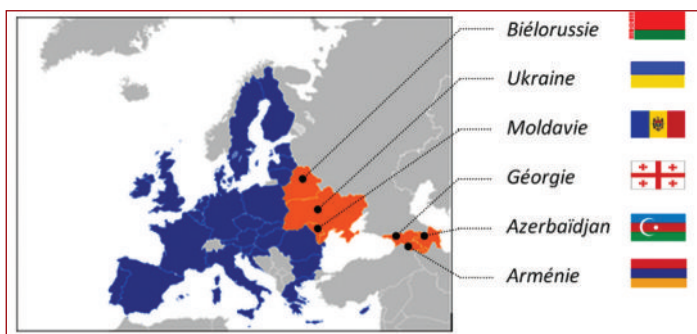 Biélorussie
Ukraine
Moldavie
Géorgie
Azerbaïdjan
Arménie